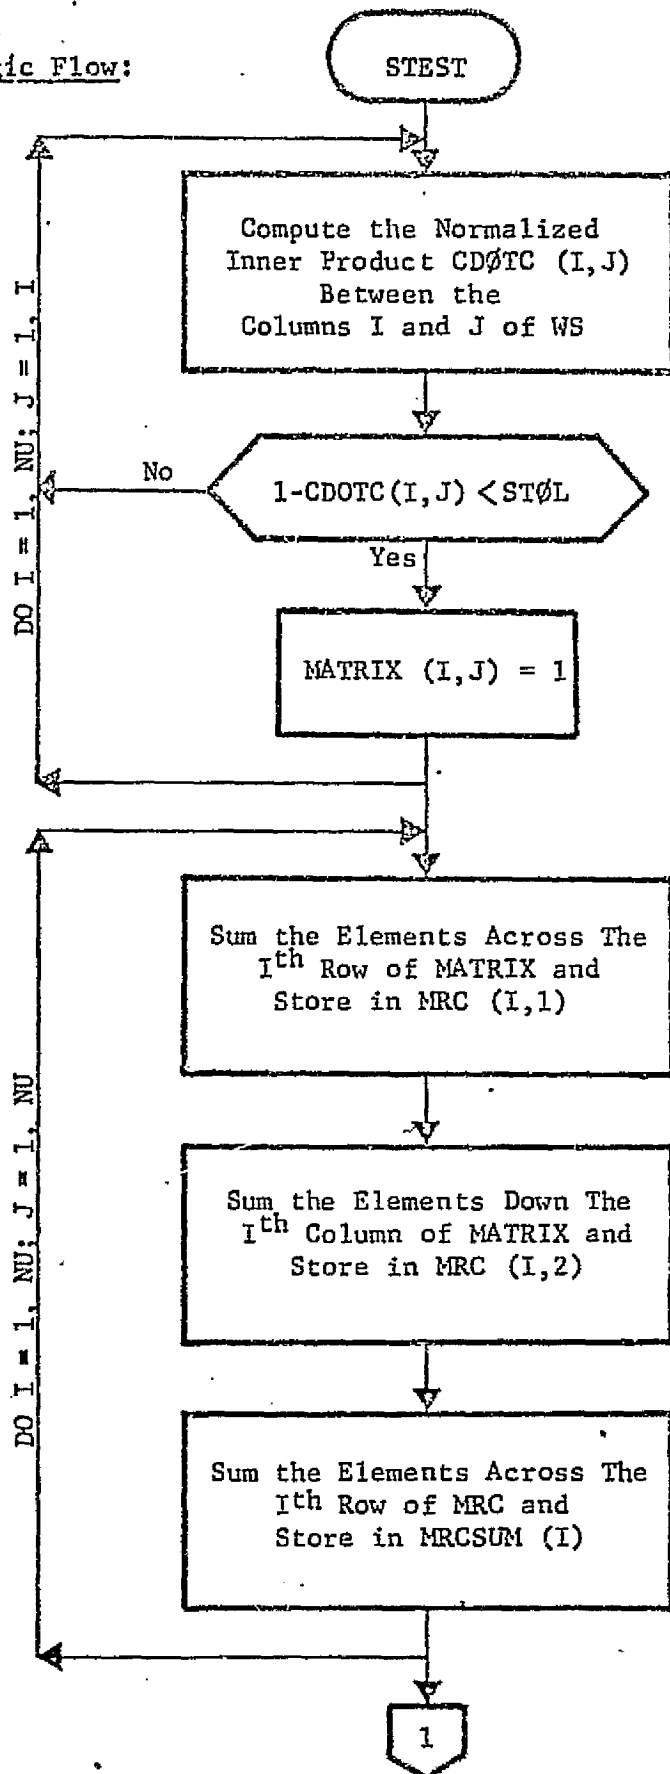 ic Flow:
STEST
Compute the Normalized
Inner Product CDØTC (I,J)
Between the
Columns I and J of WS
DO I = 1, NU; J = 1, I
No
1-CDOTC(I,J) <STØL
Yes
MATRIX (I,J) = 1
Sum the Elements Across The
Ith Row of MATRIX and
Store in MRC (I,1)
DO I = 1, NU; J = 1, NU
Sum the Elements Down The
Ith Column of MATRIX and
Store in MRC (I,2)
Sum the Elements Across The
Ith Row of MRC and
Store in MRCSUM (I)
1